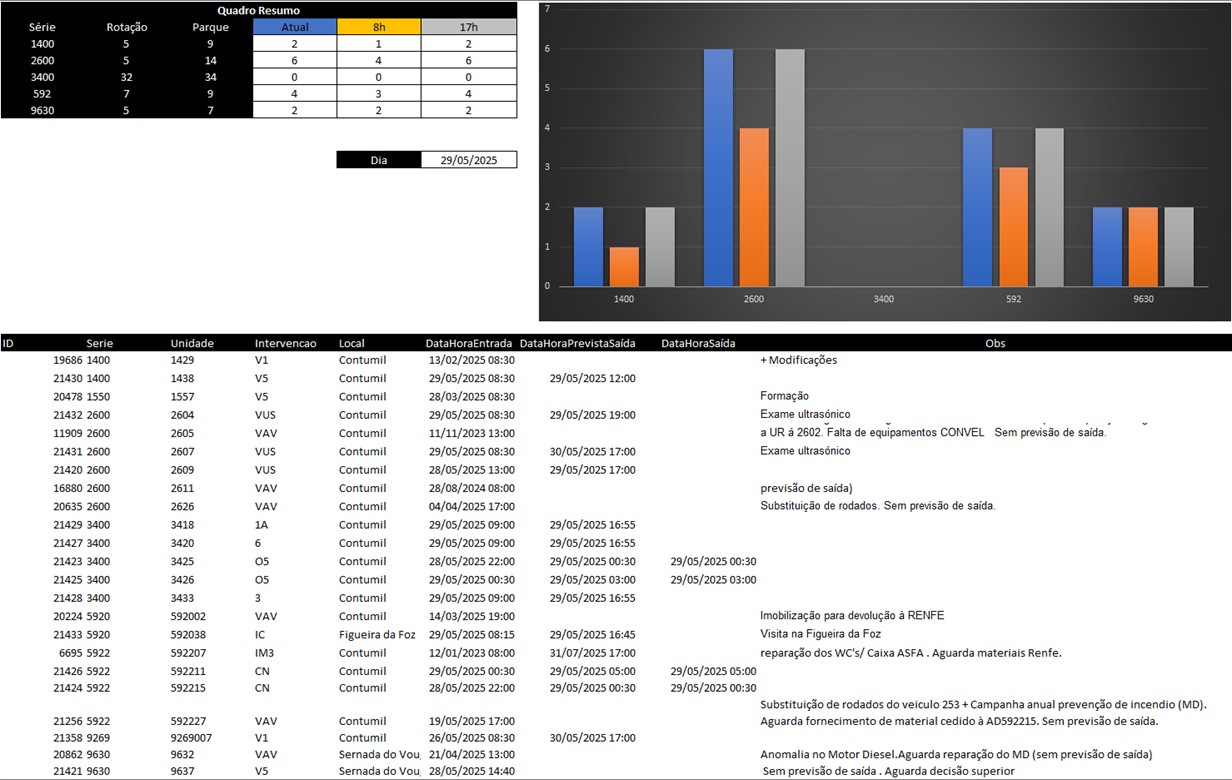 Quadro Resumo
Série Rotação Parque Atual 8h 17h
1400 5 9 2 1 2
2600 5 14 6 4 6
3400 32 34 0 0 0
592 7 9 4 3 4
9630 5 7 2 2 2
Dia 29/05/2025
7
6
5
4
3
2
1
0
1400 2600 3400 592 9630
ID Serie Unidade Intervencao Local DataHoraEntrada DataHoraPrevistaSaída DataHoraSaída Obs
19686 1400 1429 V1 Contumil 13/02/2025 08:30 + Modificações
21430 1400 1438 V5 Contumil 29/05/2025 08:30 29/05/2025 12:00
20478 1550 1557 V5 Contumil 28/03/2025 08:30 Formação
21432 2600 2604 VUS Contumil 29/05/2025 08:30 29/05/2025 19:00 Exame ultrasónico
11909 2600 2605 VAV Contumil 11/11/2023 13:00 a UR á 2602. Falta de equipamentos CONVEL Sem previsão de saída.
21431 2600 2607 VUS Contumil 29/05/2025 08:30 30/05/2025 17:00 Exame ultrasónico
21420 2600 2609 VUS Contumil 28/05/2025 13:00 29/05/2025 17:00
16880 2600 2611 VAV Contumil 28/08/2024 08:00 previsão de saída)
20635 2600 2626 VAV Contumil 04/04/2025 17:00 Substituição de rodados. Sem previsão de saída.
21429 3400 3418 1A Contumil 29/05/2025 09:00 29/05/2025 16:55
21427 3400 3420 6 Contumil 29/05/2025 09:00 29/05/2025 16:55
21423 3400 3425 O5 Contumil 28/05/2025 22:00 29/05/2025 00:30 29/05/2025 00:30
21425 3400 3426 O5 Contumil 29/05/2025 00:30 29/05/2025 03:00 29/05/2025 03:00
21428 3400 3433 3 Contumil 29/05/2025 09:00 29/05/2025 16:55
20224 5920 592002 VAV Contumil 14/03/2025 19:00 Imobilização para devolução à RENFE
21433 5920 592038 IC Figueira da Foz 29/05/2025 08:15 29/05/2025 16:45 Visita na Figueira da Foz
6695 5922 592207 IM3 Contumil 12/01/2023 08:00 31/07/2025 17:00 reparação dos WC's/ Caixa ASFA . Aguarda materiais Renfe.
21426 5922 592211 CN Contumil 29/05/2025 00:30 29/05/2025 05:00 29/05/2025 05:00
21424 5922 592215 CN Contumil 28/05/2025 22:00 29/05/2025 00:30 29/05/2025 00:30
Substituição de rodados do veiculo 253 + Campanha anual prevenção de incendio (MD).
21256 5922 592227 VAV Contumil 19/05/2025 17:00 Aguarda fornecimento de material cedido à AD592215. Sem previsão de saída.
21358 9269 9269007 V1 Contumil 26/05/2025 08:30 30/05/2025 17:00
20862 9630 9632 VAV Sernada do Vou 21/04/2025 13:00 Anomalia no Motor Diesel.Aguarda reparação do MD (sem previsão de saída)
21421 9630 9637 V5 Sernada do Vou 28/05/2025 14:40 Sem previsão de saída . Aguarda decisão superior